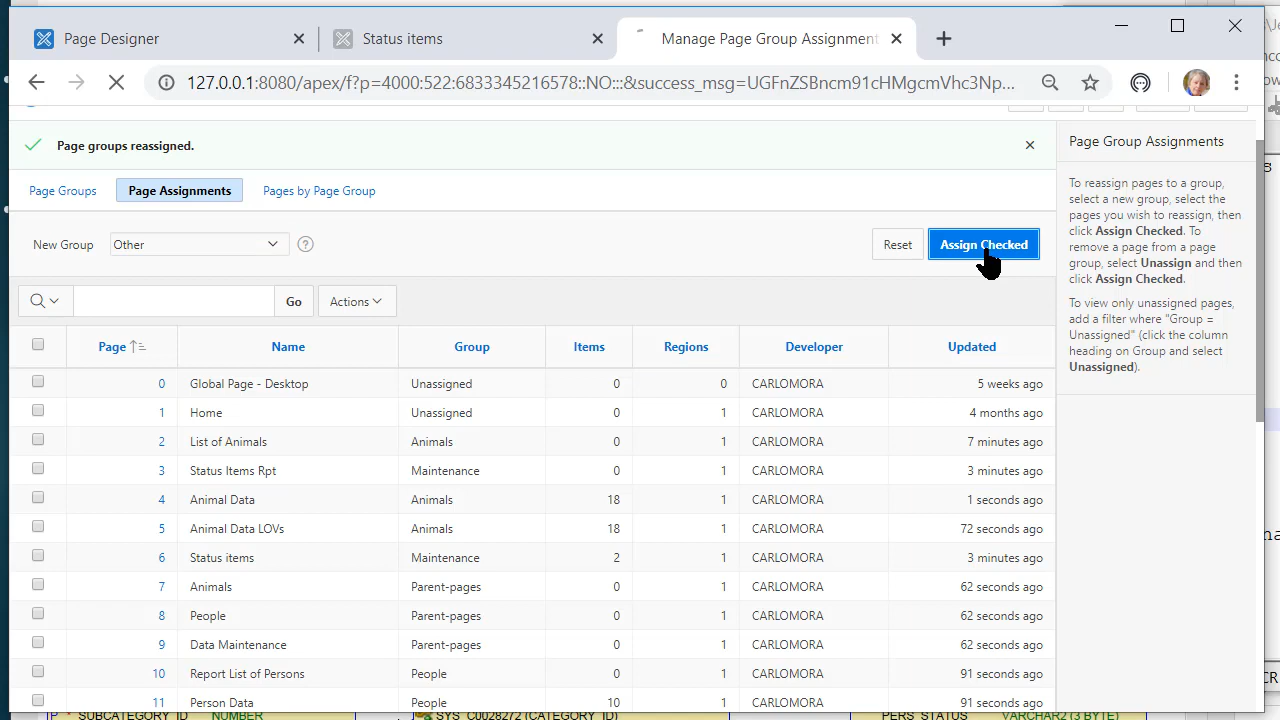 Page Designer
Status items
Manage Page Group Assignment
127.0.0.1:8080/apex/f?p=4000:522:6833345216578::NO:::&success_msg=UGFnZSBncm91cHMgcmVhc3Np...
Page groups reassigned.
Page Groups
Page Assignments
Pages by Page Group
New Group
Other
Reset
Assign Checked
Go
Actions
Page Name Group Items Regions Developer Updated
0 Global Page - Desktop Unassigned 0 0 CARLOMORA 5 weeks ago
1 Home Unassigned 0 1 CARLOMORA 4 months ago
2 List of Animals Animals 0 1 CARLOMORA 7 minutes ago
3 Status Items Rpt Maintenance 0 1 CARLOMORA 3 minutes ago
4 Animal Data Animals 18 1 CARLOMORA 1 seconds ago
5 Animal Data LOVs Animals 18 1 CARLOMORA 72 seconds ago
6 Status items Maintenance 2 1 CARLOMORA 3 minutes ago
7 Animals Parent-pages 0 1 CARLOMORA 62 seconds ago
8 People Parent-pages 0 1 CARLOMORA 62 seconds ago
9 Data Maintenance Parent-pages 0 1 CARLOMORA 62 seconds ago
10 Report List of Persons People 0 1 CARLOMORA 91 seconds ago
11 Person Data People 10 1 CARLOMORA 91 seconds ago
Page Group Assignments
To reassign pages to a group,
select a new group, select the
pages you wish to reassign, then
click Assign Checked. To
remove a page from a page
group, select Unassign and then
click Assign Checked.
To view only unassigned pages,
add a filter where "Group =
Unassigned" (click the column
heading on Group and select
Unassigned).
P * SUBCATEGORY_ID NUMBER
SYS_C0028272 (CATEGORY_ID)
PERS_STATUS VARCHAR2 (3 BYTE)